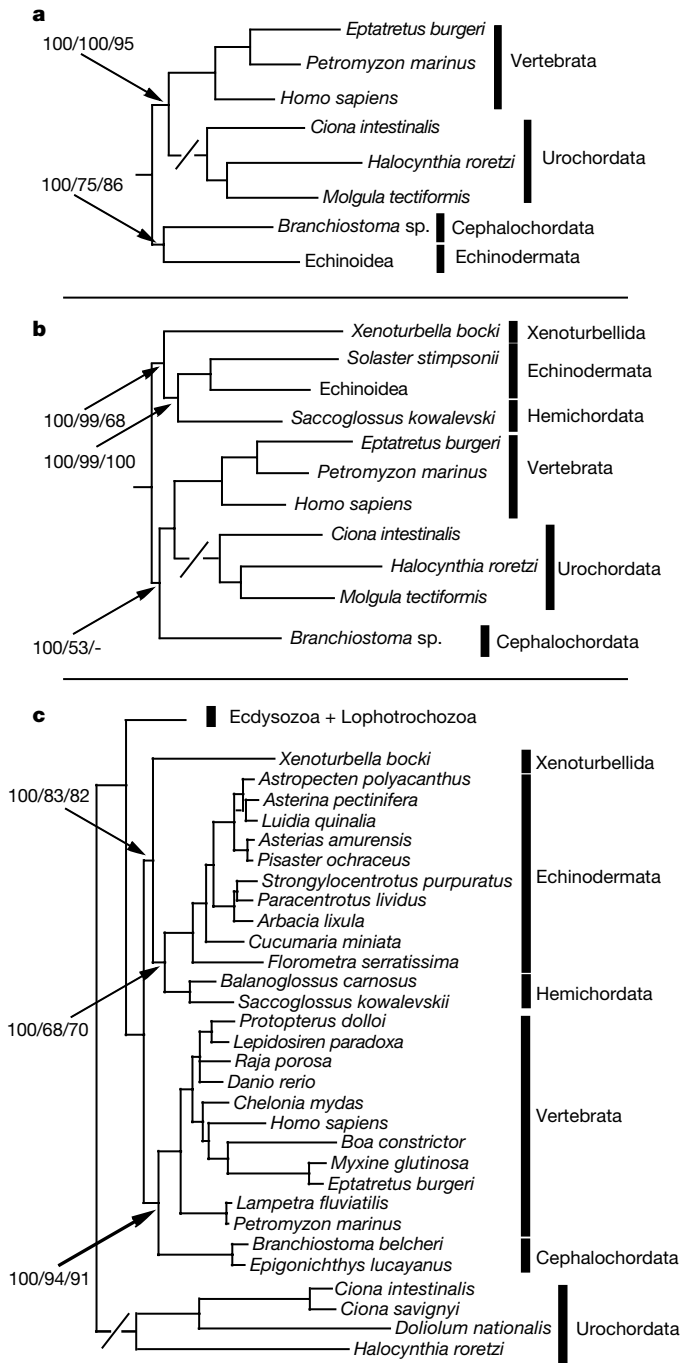 a
100/100/95
Eptatretus burgeri
Petromyzon marinus
Homo sapiens
Vertebrata
Ciona intestinalis
Halocynthia roretzi
Molgula tectiformis
Urochordata
100/75/86
Branchiostoma sp.
Cephalochordata
Echinoidea
Echinodermata
b
Xenoturbella bocki
Xenoturbellida
Solaster stimpsonii
Echinoidea
Echinodermata
100/99/68
Saccoglossus kowalevski
Hemichordata
100/99/100
Eptatretus burgeri
Petromyzon marinus
Homo sapiens
Vertebrata
Ciona intestinalis
Halocynthia roretzi
Molgula tectiformis
Urochordata
100/53/-
Branchiostoma sp.
Cephalochordata
c
Ecdysozoa + Lophotrochozoa
Xenoturbella bocki
Xenoturbellida
100/83/82
Astropecten polyacanthus
Asterina pectinifera
Luidia quinalia
Asterias amurensis
Pisaster ochraceus
Strongylocentrotus purpuratus
Paracentrotus lividus
Arbacia lixula
Cucumaria miniata
Florometra serratissima
Echinodermata
Balanoglossus carnosus
Saccoglossus kowalevskii
Hemichordata
100/68/70
Protopterus dolloi
Lepidosiren paradoxa
Raja porosa
Danio rerio
Chelonia mydas
Homo sapiens
Boa constrictor
Myxine glutinosa
Eptatretus burgeri
Lampetra fluviatilis
Petromyzon marinus
Vertebrata
Branchiostoma belcheri
Epigonichthys lucayanus
Cephalochordata
100/94/91
Ciona intestinalis
Ciona savignyi
Doliolum nationalis
Halocynthia roretzi
Urochordata